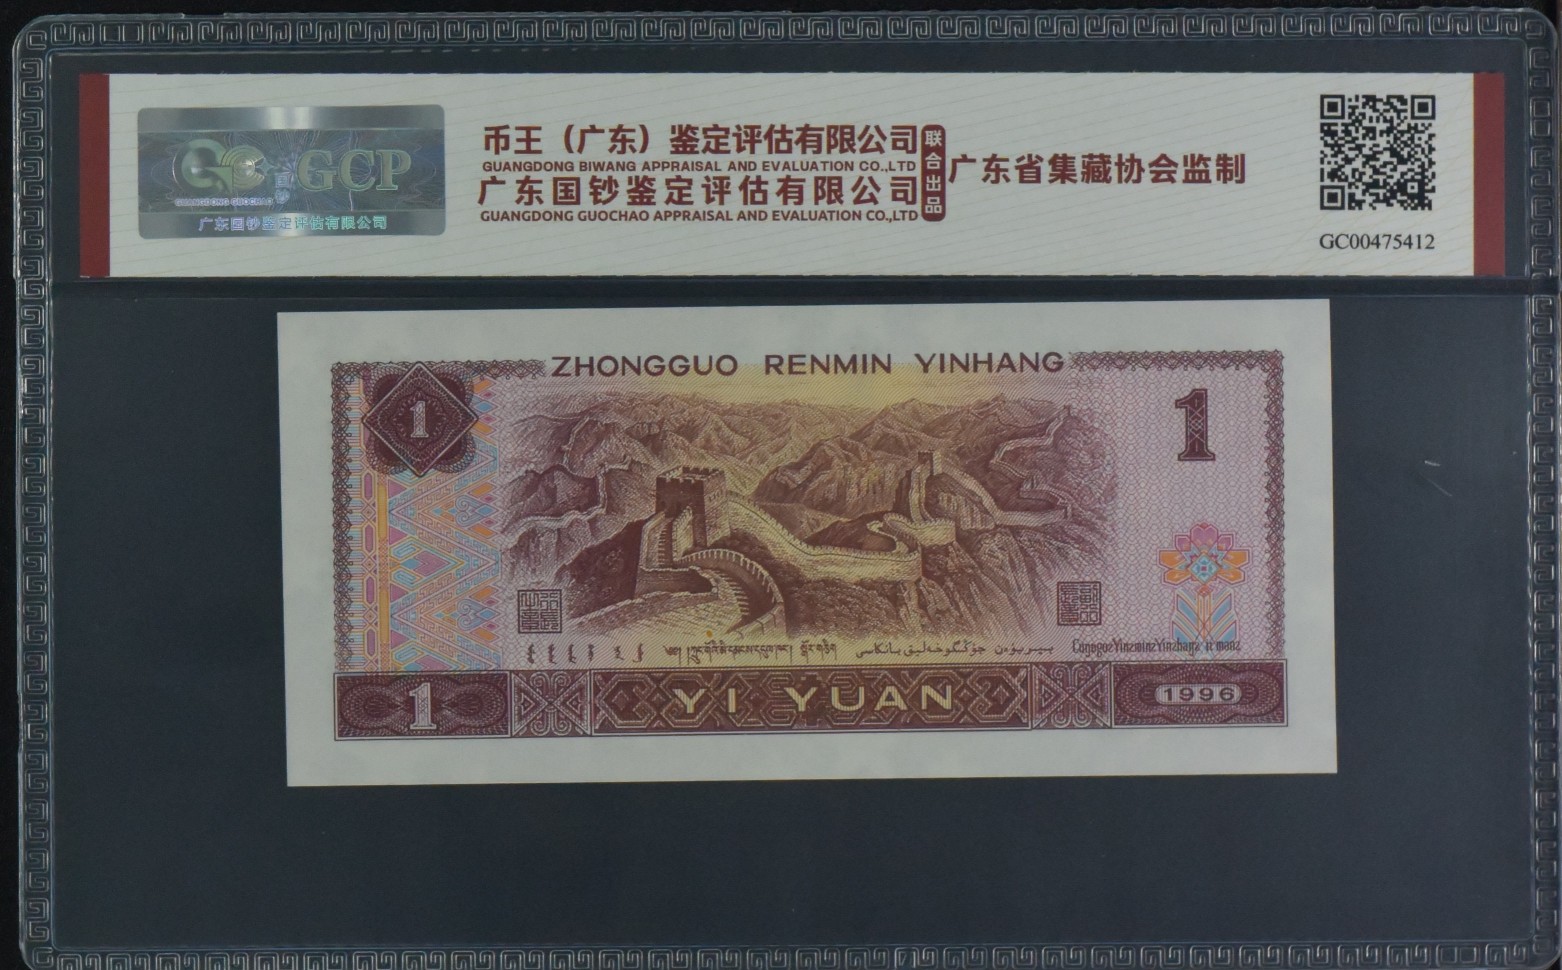 GCP
GUANGDONG GUOCHAO
广东国钞鉴定评估有限公司
币王（广东）鉴定评估有限公司
GUANGDONG BIWANG APPRAISAL AND EVALUATION CO.,LTD
广东国钞鉴定评估有限公司
GUANGDONG GUOCHAO APPRAISAL AND EVALUATION CO.,LTD
联合出品
广东省集藏协会监制
GC00475412
ZHONGGUO RENMIN YINHANG
1
1
1
YI YUAN
1996